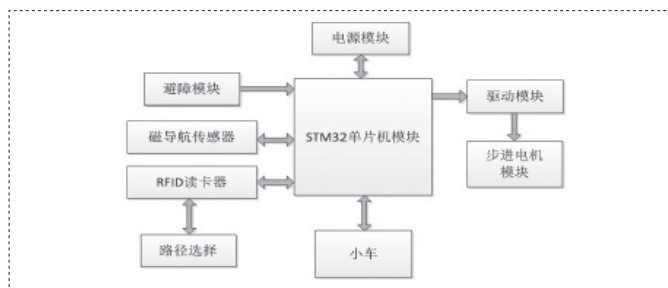 电源模块
避障模块
磁导航传感器
RFID读卡器
路径选择
STM32单片机模块
小车
驱动模块
步进电机
模块